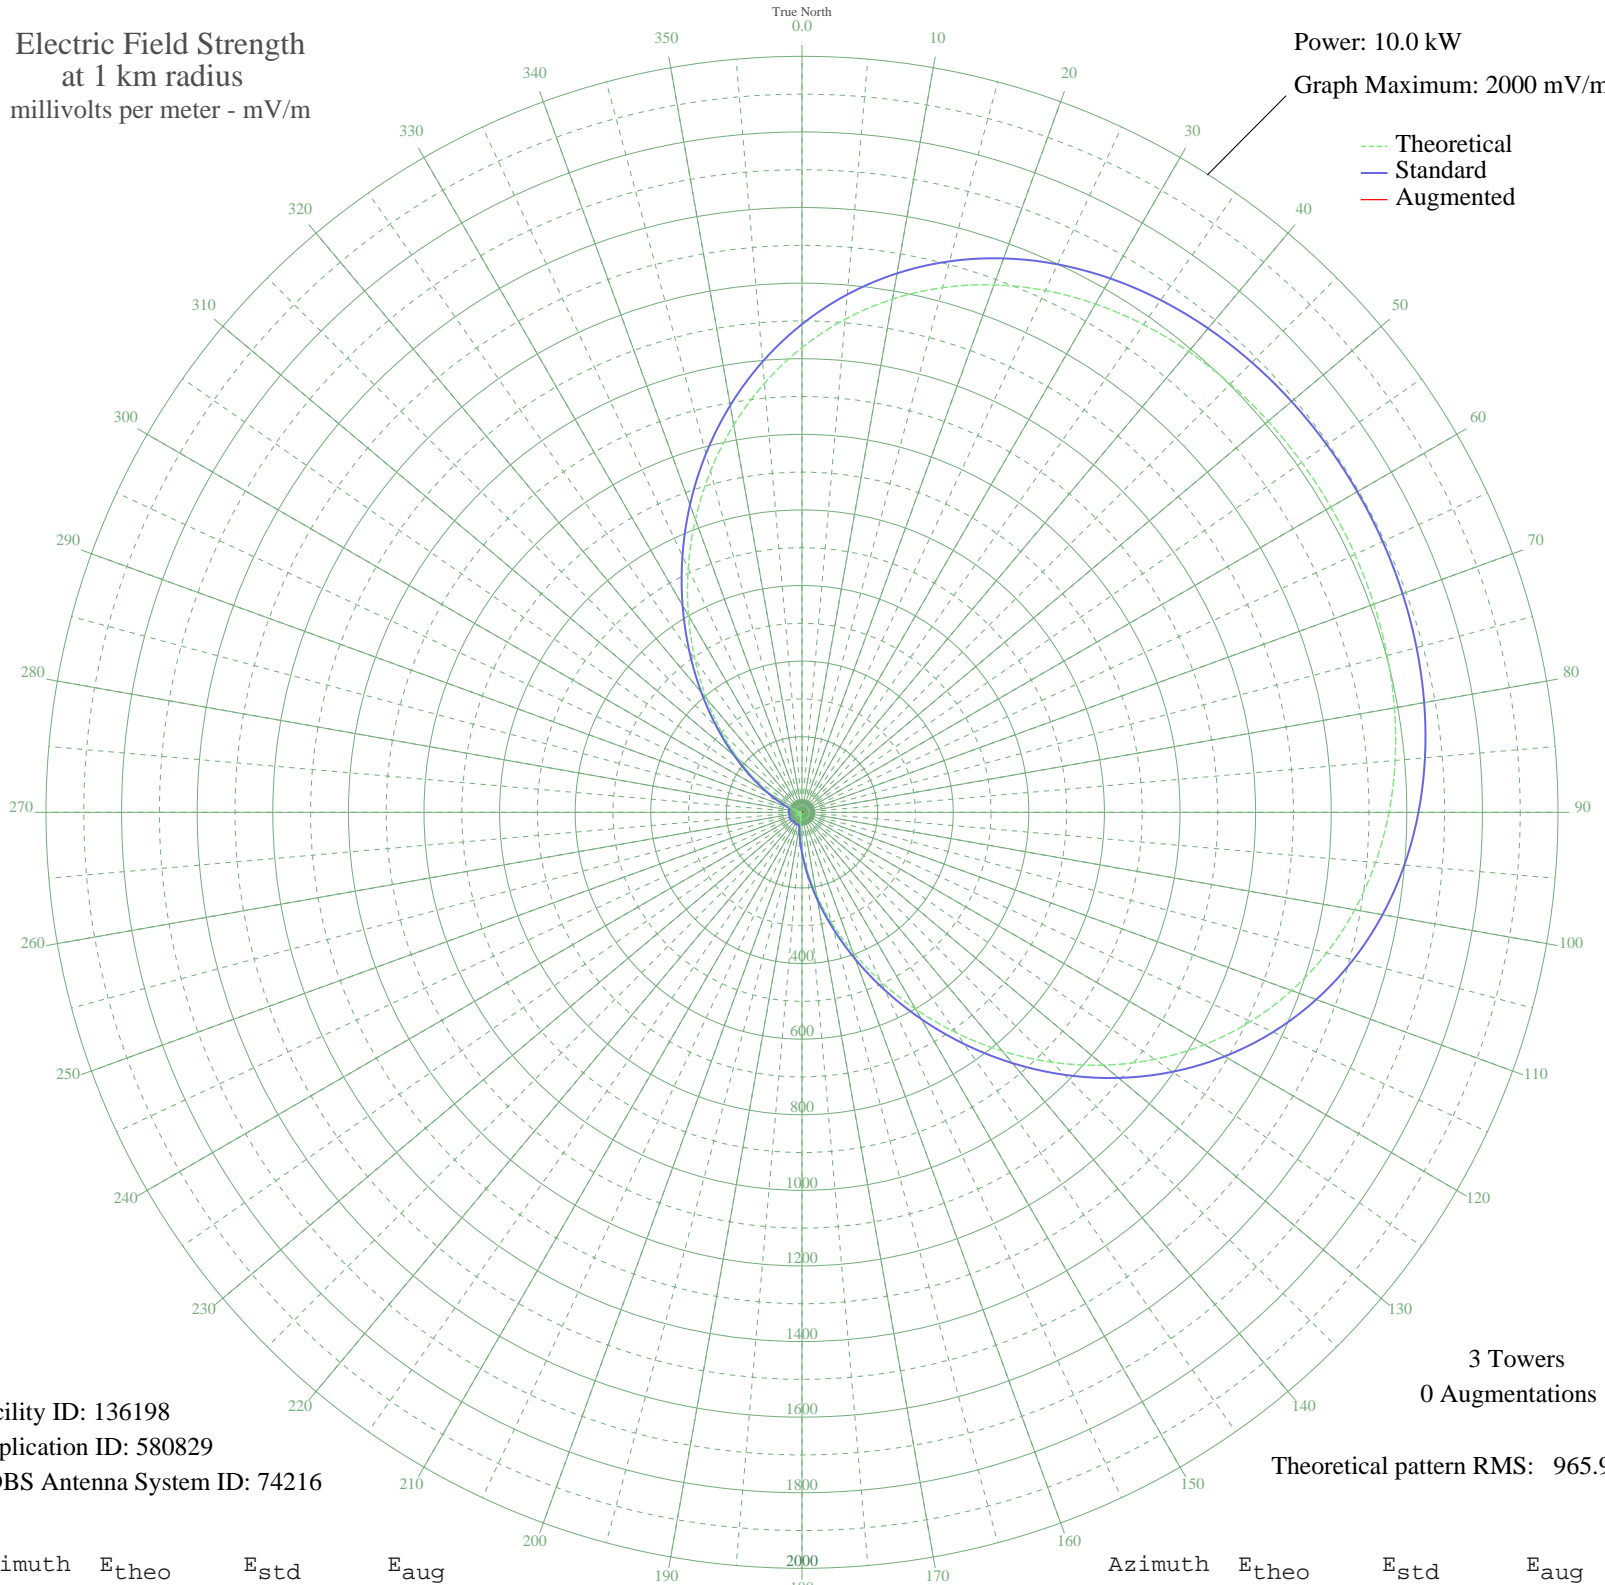 True North
0.0
Electric Field Strength
at 1 km radius
millivolts per meter - mV/m
Power: 10.0 kW
Graph Maximum: 2000 mV/m
Theoretical
Standard
Augmented
10
20
30
40
50
60
70
80
90
100
110
120
130
140
150
160
170
190
200
210
220
230
240
250
260
270
280
290
300
310
320
330
340
350
400
600
800
1000
1200
1400
1600
1800
2000
3 Towers
0 Augmentations
Theoretical pattern RMS: 965.9
cility ID: 136198
plication ID: 580829
DBS Antenna System ID: 74216
imuth Etheo Estd Eaug
Azimuth Etheo Estd Eaug